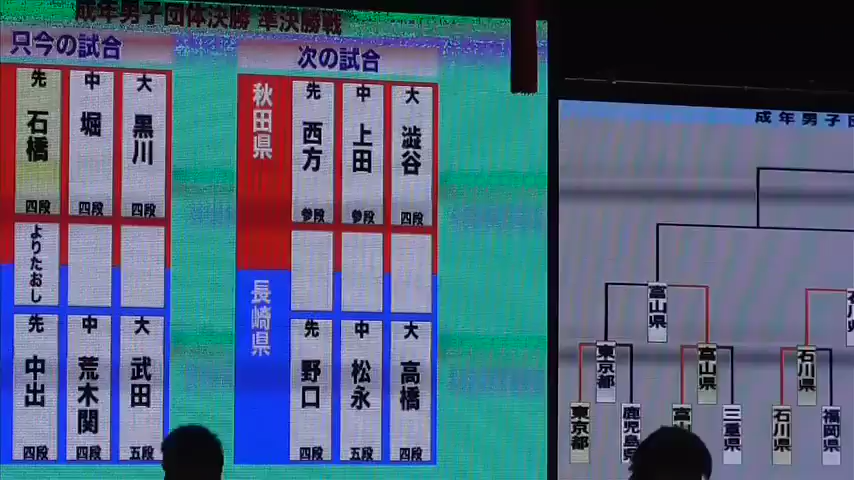 成年男子団体決勝 準決勝戦
只今の試合
先 石橋 四段
中 堀 四段
大 黒川 四段
よりたおし
先 中出 四段
中 荒木関 四段
大 武田 五段
次の試合
秋田県
先 西方 参段
中 上田 参段
大 澁谷 四段
長崎県
先 野口 四段
中 松永 五段
大 高橋 四段
成年男子団
富山県
東京都
富山県
石川県
東京都
鹿児島県
富山
三重県
石川県
福岡県